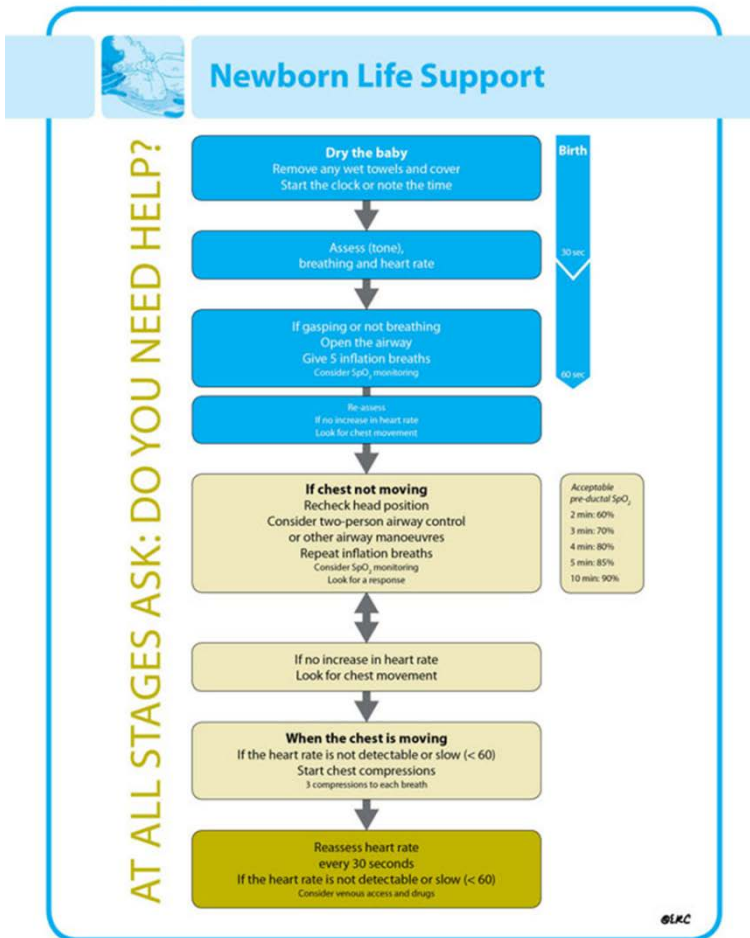 Newborn Life Support
AT ALL STAGES ASK: DO YOU NEED HELP?
Dry the baby
Remove any wet towels and cover
Start the clock or note the time
Birth
Assess (tone),
breathing and heart rate
30 sec
If gasping or not breathing
Open the airway
Give 5 inflation breaths
Consider SpO₂ monitoring
60 sec
Re-assess
If no increase in heart rate
Look for chest movement
If chest not moving
Recheck head position
Consider two-person airway control
or other airway manoeuvres
Repeat inflation breaths
Consider SpO₂ monitoring
Look for a response
Acceptable
pre-ductal SpO₂
2 min: 60%
3 min: 70%
4 min: 80%
5 min: 85%
10 min: 90%
If no increase in heart rate
Look for chest movement
When the chest is moving
If the heart rate is not detectable or slow (< 60)
Start chest compressions
3 compressions to each breath
Reassess heart rate
every 30 seconds
If the heart rate is not detectable or slow (< 60)
Consider venous access and drugs
@ERC